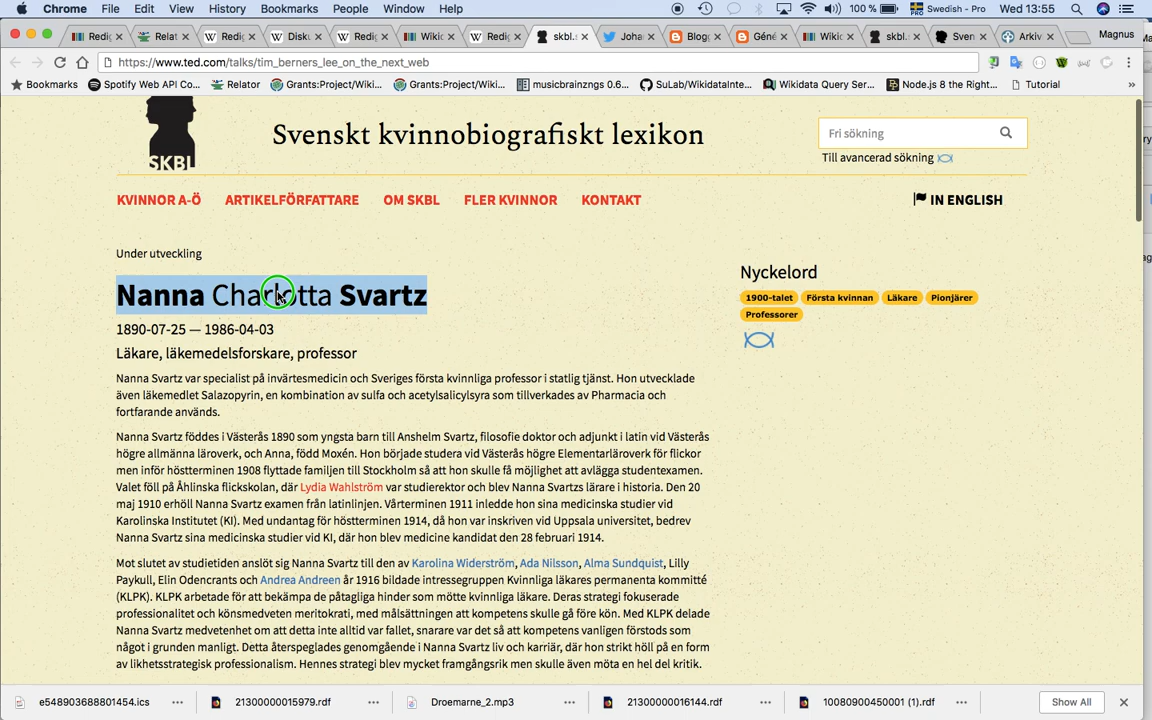 Chrome File Edit View History Bookmarks People Window Help 100 % Swedish - Pro Wed 13:55
Redig Relat Redig Disku Redig Wikic Redig skbl.s Joha Blog Géné Wikic skbl. Sven Arkiv Magnus
https://www.ted.com/talks/tim_berners_lee_on_the_next_web
Bookmarks Spotify Web API Co... Relator Grants:Project/Wiki... Grants:Project/Wiki... musicbrainzngs 0.6... SuLab/WikidataInte... Wikidata Query Ser... Node.js 8 the Right... Tutorial »
SKBL
Svenskt kvinnobiografiskt lexikon
Fri sökning
Till avancerad sökning
KVINNOR A-Ö ARTIKELFÖRFATTARE OM SKBL FLER KVINNOR KONTAKT IN ENGLISH
Under utveckling
Nanna Charlotta Svartz
1890-07-25 — 1986-04-03
Läkare, läkemedelsforskare, professor
Nanna Svartz var specialist på invärtesmedicin och Sveriges första kvinnliga professor i statlig tjänst. Hon utvecklade
även läkemedlet Salazopyrin, en kombination av sulfa och acetylsalicylsyra som tillverkades av Pharmacia och
fortfarande används.
Nanna Svartz föddes i Västerås 1890 som yngsta barn till Anshelm Svartz, filosofie doktor och adjunkt i latin vid Västerås
högre allmänna läroverk, och Anna, född Moxén. Hon började studera vid Västerås högre Elementarläroverk för flickor
men inför höstterminen 1908 flyttade familjen till Stockholm så att hon skulle få möjlighet att avlägga studentexamen.
Valet föll på Åhlinska flickskolan, där Lydia Wahlström var studierektor och blev Nanna Svartzs lärare i historia. Den 20
maj 1910 erhöll Nanna Svartz examen från latinlinjen. Vårterminen 1911 inledde hon sina medicinska studier vid
Karolinska Institutet (KI). Med undantag för höstterminen 1914, då hon var inskriven vid Uppsala universitet, bedrev
Nanna Svartz sina medicinska studier vid KI, där hon blev medicine kandidat den 28 februari 1914.
Mot slutet av studietiden anslöt sig Nanna Svartz till den av Karolina Widerström, Ada Nilsson, Alma Sundquist, Lilly
Paykull, Elin Odencrants och Andrea Andreen år 1916 bildade intressegruppen Kvinnliga läkares permanenta kommitté
(KLPK). KLPK arbetade för att bekämpa de påtagliga hinder som mötte kvinnliga läkare. Deras strategi fokuserade
professionalitet och könsmedveten meritokrati, med målsättningen att kompetens skulle gå före kön. Med KLPK delade
Nanna Svartz medvetenhet om att detta inte alltid var fallet, snarare var det så att kompetens vanligen förstods som
något i grunden manligt. Detta återspeglades genomgående i Nanna Svartz liv och karriär, där hon strikt höll på en form
av likhetsstrategisk professionalism. Hennes strategi blev mycket framgångsrik men skulle även möta en hel del kritik.
Nyckelord
1900-talet Första kvinnan Läkare Pionjärer
Professorer
e548903688801454.ics 21300000015979.rdf Droemarne_2.mp3 21300000016144.rdf 10080900450001 (1).rdf Show All